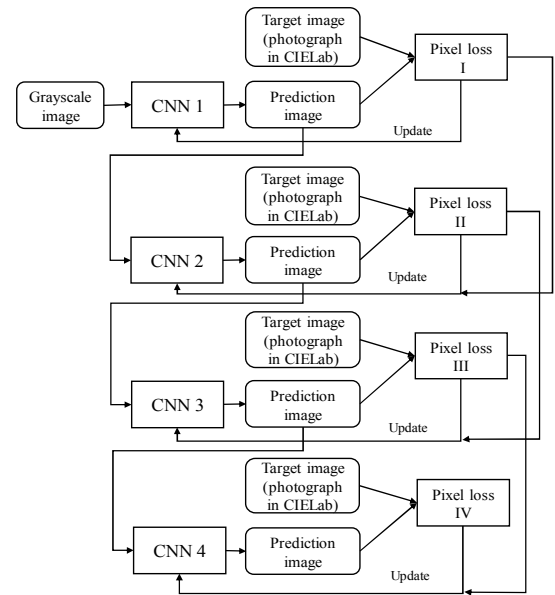 Target image
(photograph
in CIELab)
Pixel loss
I
Grayscale
image
CNN 1
Prediction
image
Update
Target image
(photograph
in CIELab)
Pixel loss
II
CNN 2
Prediction
image
Update
Target image
(photograph
in CIELab)
Pixel loss
III
CNN 3
Prediction
image
Update
Target image
(photograph
in CIELab)
Pixel loss
IV
CNN 4
Prediction
image
Update